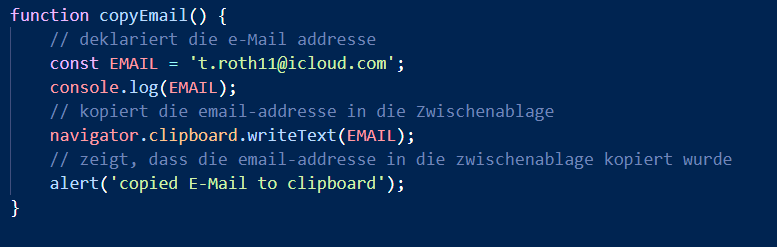 function copyEmail() {
// deklariert die e-Mail addresse
const EMAIL = 't.roth11@icloud.com';
console.log(EMAIL);
// kopiert die email-addresse in die Zwischenablage
navigator.clipboard.writeText(EMAIL);
// zeigt, dass die email-addresse in die zwischenablage kopiert wurde
alert('copied E-Mail to clipboard');
}